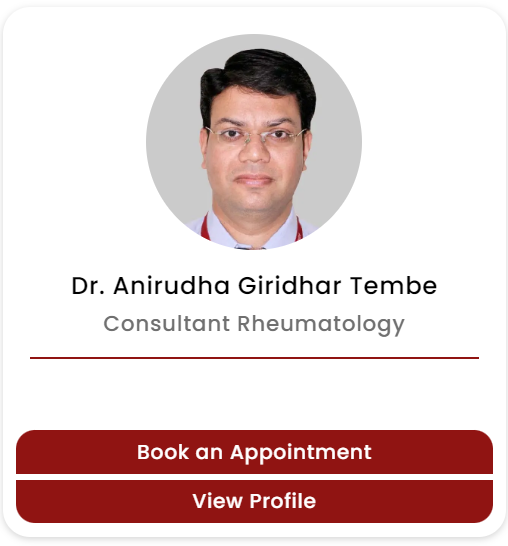 Dr. Anirudha Giridhar Tembe
Consultant Rheumatology
Book an Appointment
View Profile